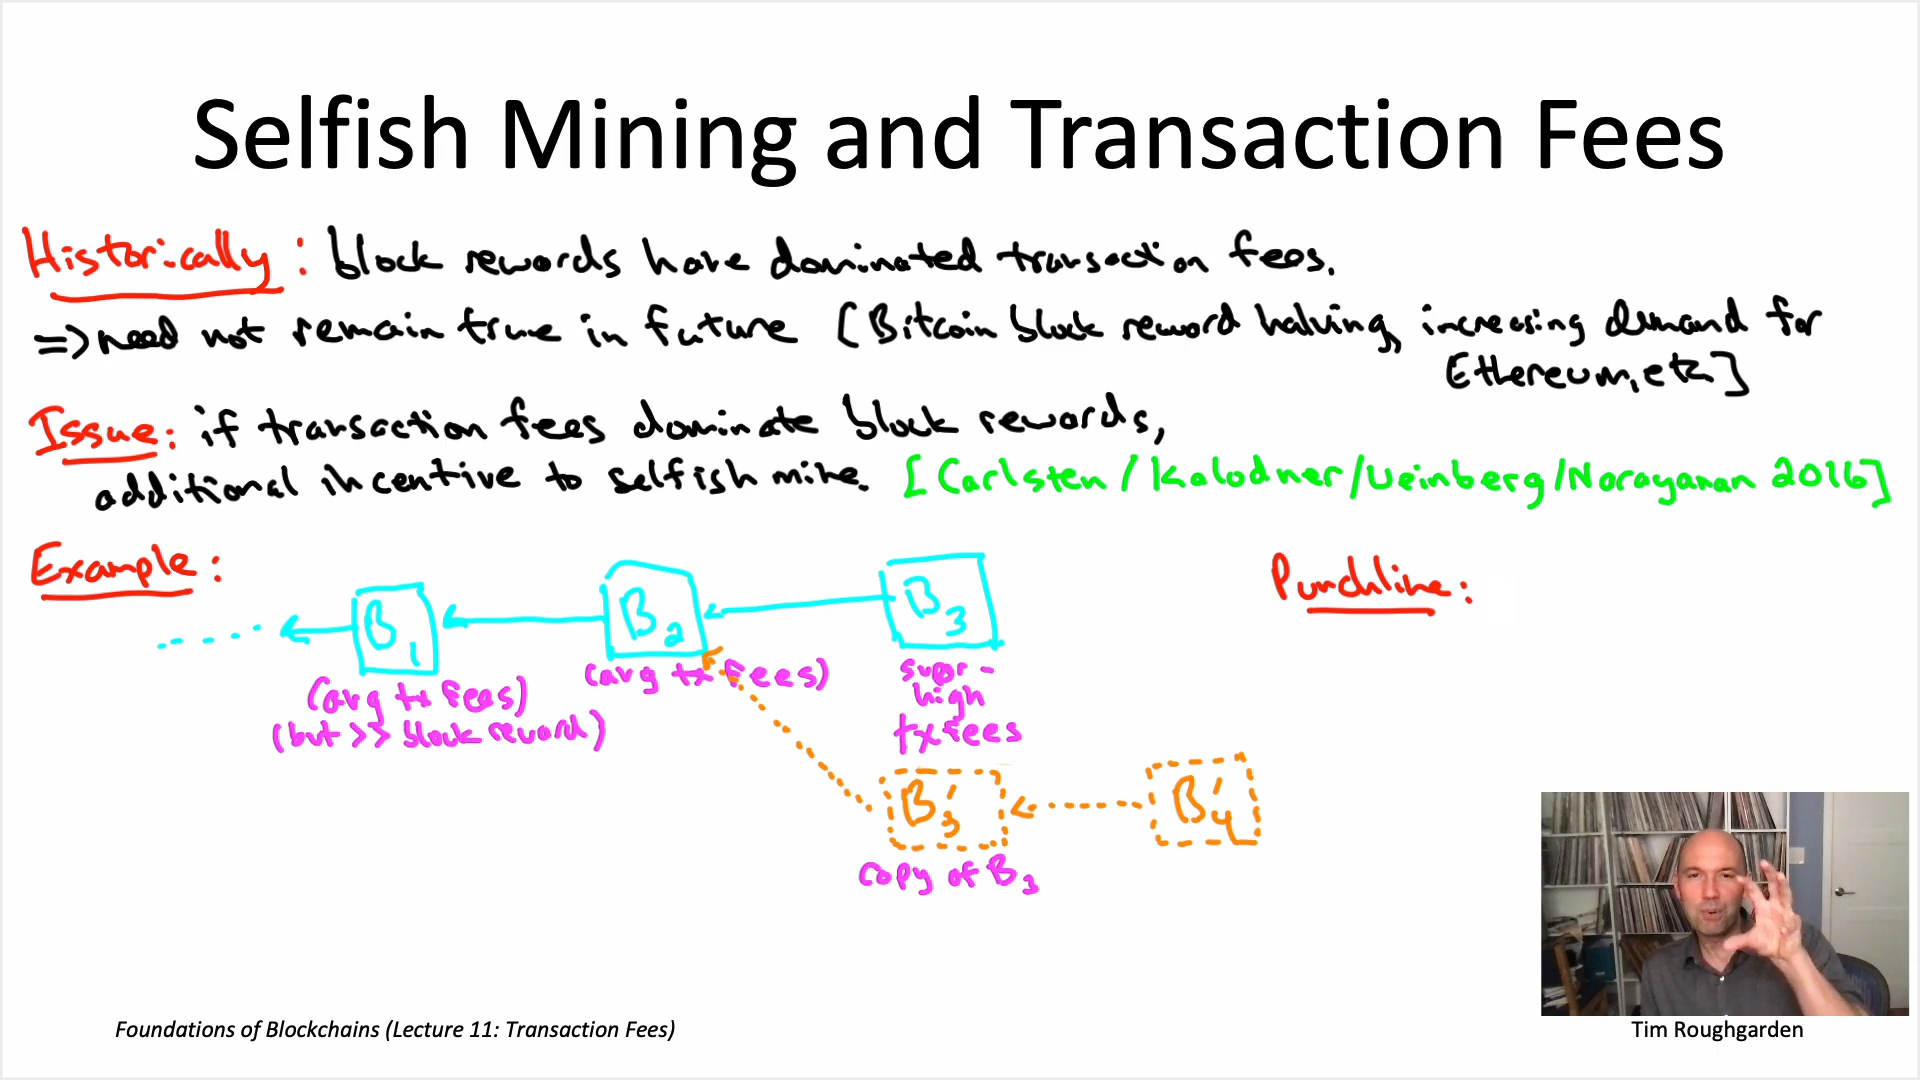 Selfish Mining and Transaction Fees
Historically: block rewards have dominated transaction fees.
=> need not remain true in future [Bitcoin block reward halving, increasing demand for
Ethereum, etc.]
Issue: if transaction fees dominate block rewards,
additional incentive to selfish mine. [Carlsten/Kalodner/Weinberg/Narayanan 2016]
Example:
Punchline:
B1
B2
B3
(avg tx fees)
(but >> block reward)
(avg tx fees)
super-
high
tx fees
B3'
B4'
copy of B3
Foundations of Blockchains (Lecture 11: Transaction Fees)
Tim Roughgarden